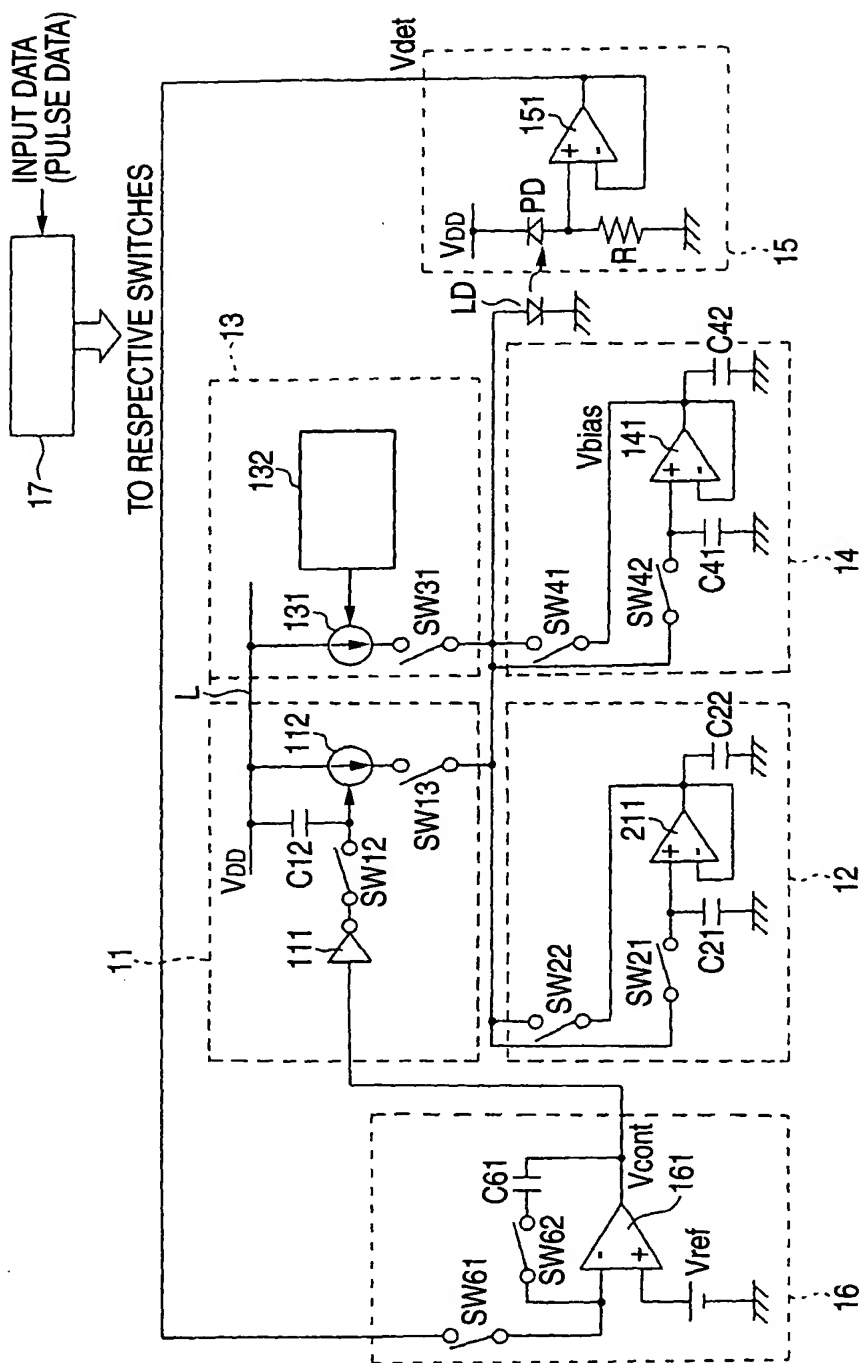 INPUT DATA
(PULSE DATA)
17
TO RESPECTIVE SWITCHES
Vdet
13
132
L
131
SW31
11
VDD
C12
112
SW12
111
SW13
VDD
PD
151
LD
R
15
C42
Vbias
141
SW41
SW42
C41
14
C22
211
SW22
SW21
C21
12
C61
Vcont
SW62
161
SW61
Vref
16
+
-
+
-
+
-
-
+